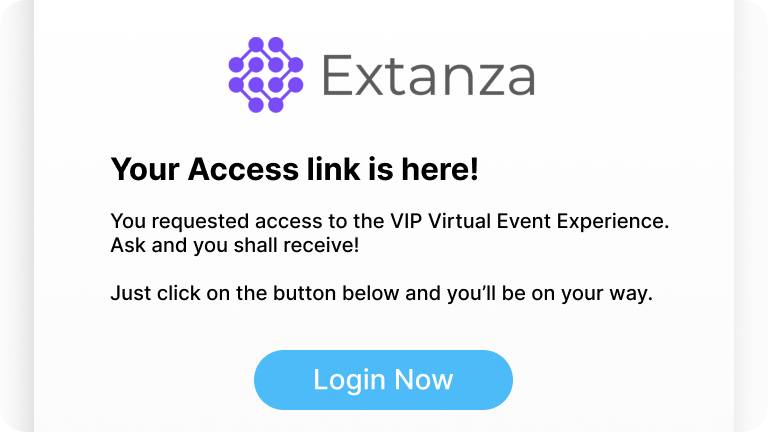 Extanza
Your Access link is here!
You requested access to the VIP Virtual Event Experience.
Ask and you shall receive!
Just click on the button below and you’ll be on your way.
Login Now